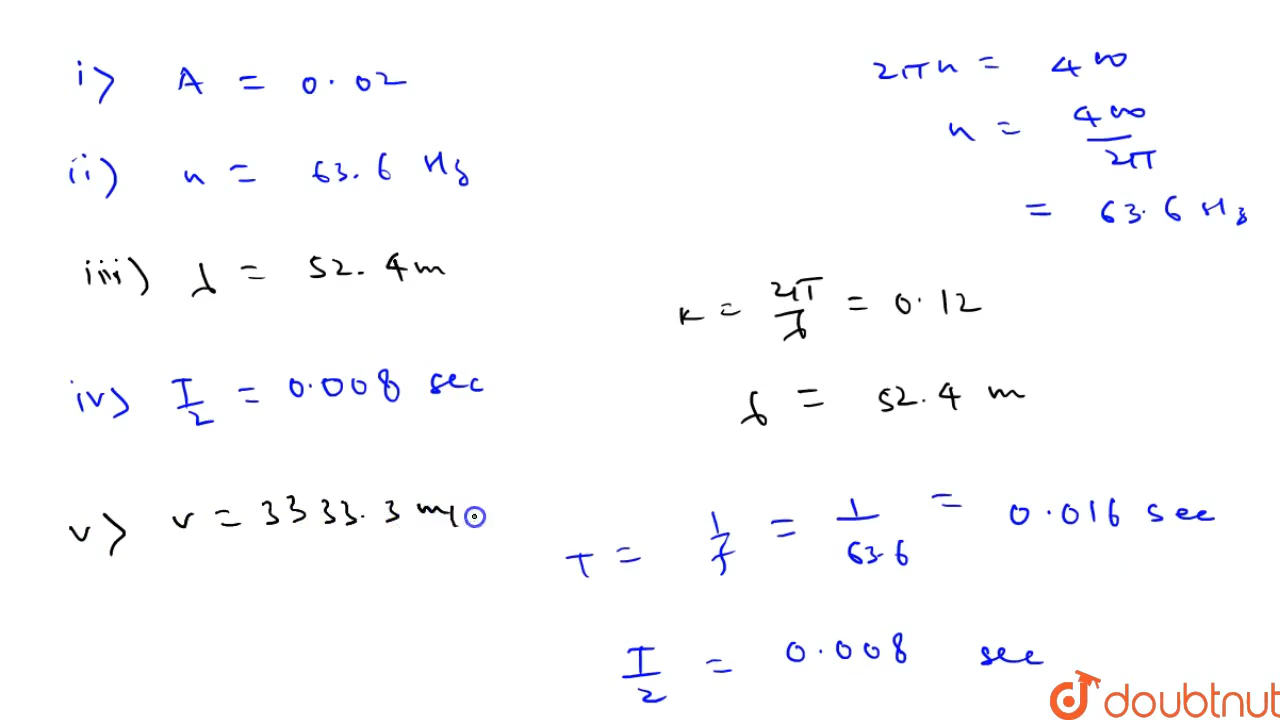 i) A = 0.02
ii) n = 63.6 Hz
iii) λ = 52.4 m
iv) T/2 = 0.008 sec
v) v = 3333.3 m/
2πn = 400
n = 400/2π
= 63.6 Hz
K = 2π/λ = 0.12
λ = 52.4 m
T = 1/f = 1/63.6 = 0.016 sec
T/2 = 0.008 sec
doubtnut